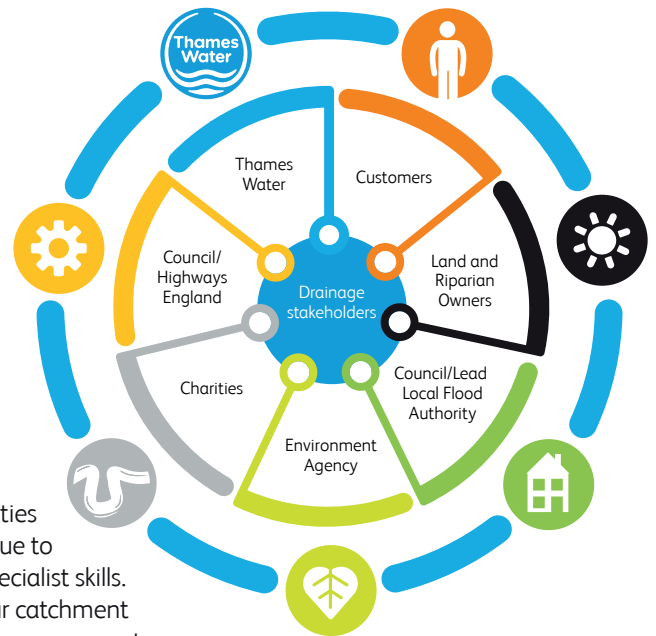 Thames
Water
Thames
Water
Customers
Council/
Highways
England
Drainage
stakeholders
Land and
Riparian
Owners
Charities
Council/Lead
Local Flood
Authority
Environment
Agency
ties
ue to
ecialist skills.
ur catchment